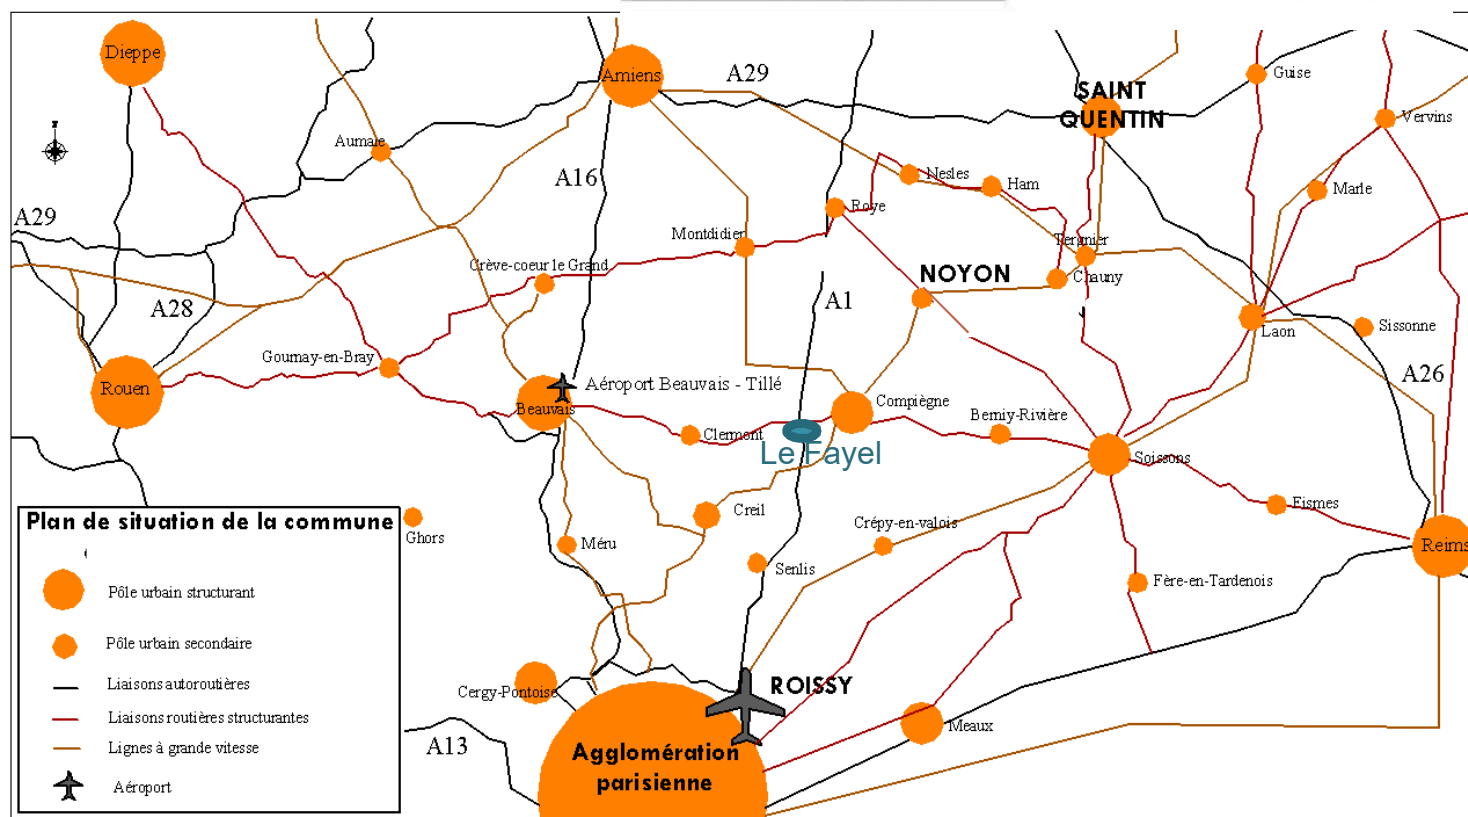 Dieppe
Amiens
A29
SAINT
QUENTIN
Guise
Vervins
Aumale
A16
Nesles
Ham
Marle
Roye
A29
Montdidier
Tergnier
Crève-coeur le Grand
NOYON
Chauny
A28
A1
Laon
Sissonne
Gournay-en-Bray
A26
Rouen
Aéroport Beauvais - Tillé
Beauvais
Compiègne
Berniy-Rivière
Clermont
Le Fayel
Soissons
Plan de situation de la commune
Ghors
Creil
Crépy-en-valois
Fismes
Reims
Méru
Senlis
Fère-en-Tardenois
Pôle urbain structurant
Pôle urbain secondaire
Liaisons autoroutières
Liaisons routières structurantes
Lignes à grande vitesse
Aéroport
Cergy-Pontoise
ROISSY
Meaux
A13
Agglomération
parisienne